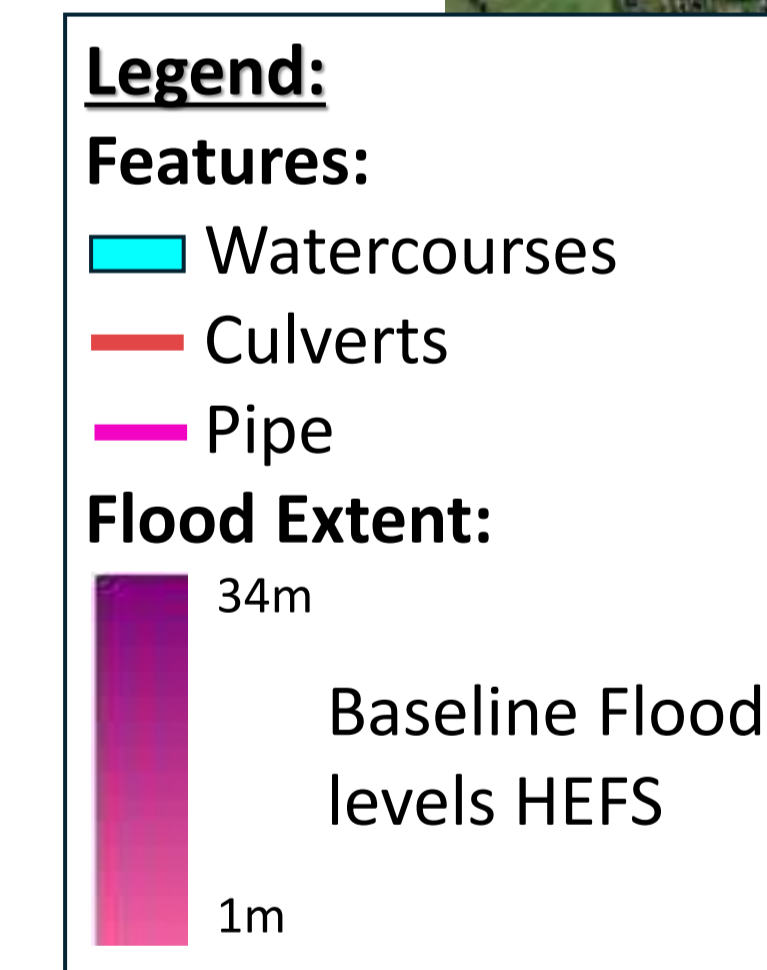 Legend:
Features:
Watercourses
Culverts
Pipe
Flood Extent:
34m
Baseline Flood
levels HEFS
1m